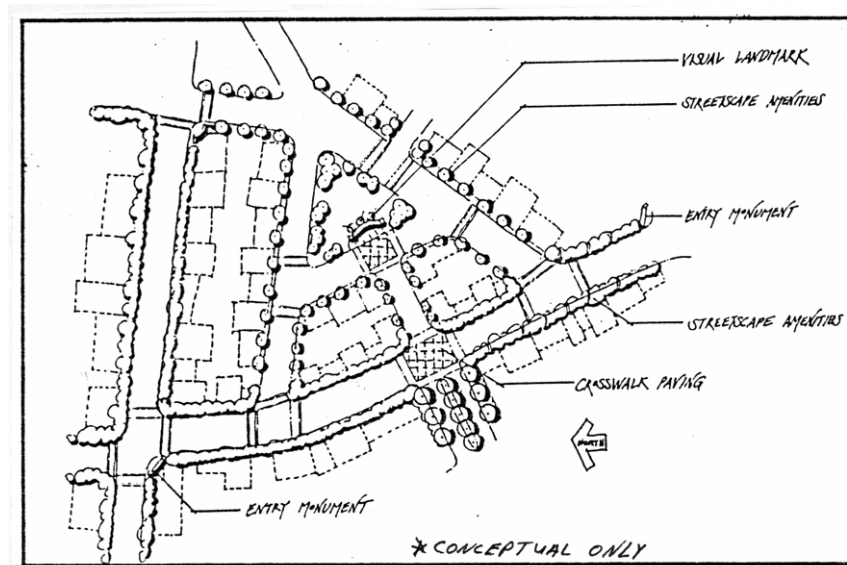 VISUAL LANDMARK
STREETSCAPE AMENITIES
ENTRY MONUMENT
STREETSCAPE AMENITIES
CROSSWALK PAVING
NORTH
ENTRY MONUMENT
*CONCEPTUAL ONLY